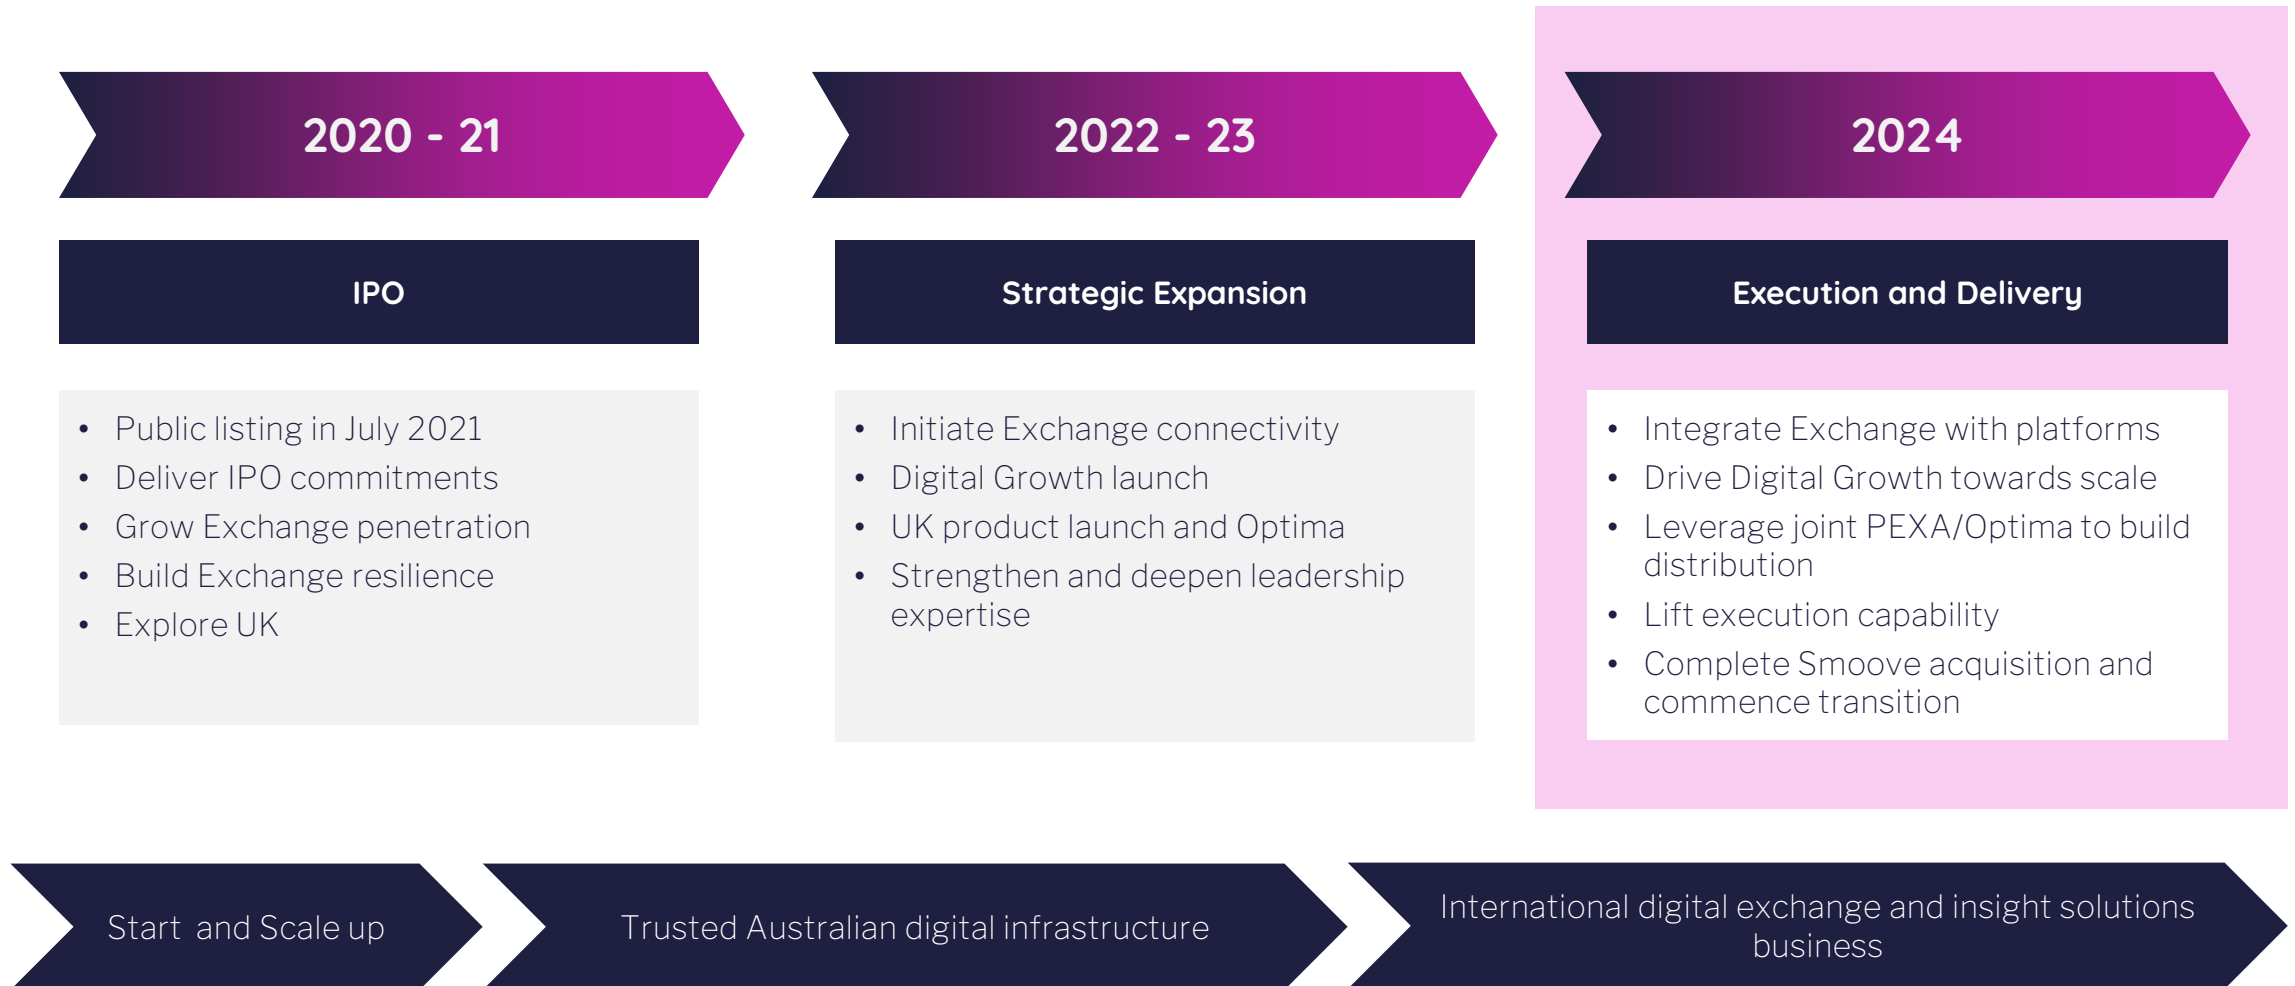 2020 - 21
IPO
• Public listing in July 2021
• Deliver IPO commitments
• Grow Exchange penetration
• Build Exchange resilience
• Explore UK
2022 - 23
Strategic Expansion
• Initiate Exchange connectivity
• Digital Growth launch
• UK product launch and Optima
• Strengthen and deepen leadership
expertise
2024
Execution and Delivery
• Integrate Exchange with platforms
• Drive Digital Growth towards scale
• Leverage joint PEXA/Optima to build
distribution
• Lift execution capability
• Complete Smoove acquisition and
commence transition
Start and Scale up
Trusted Australian digital infrastructure
International digital exchange and insight solutions
business